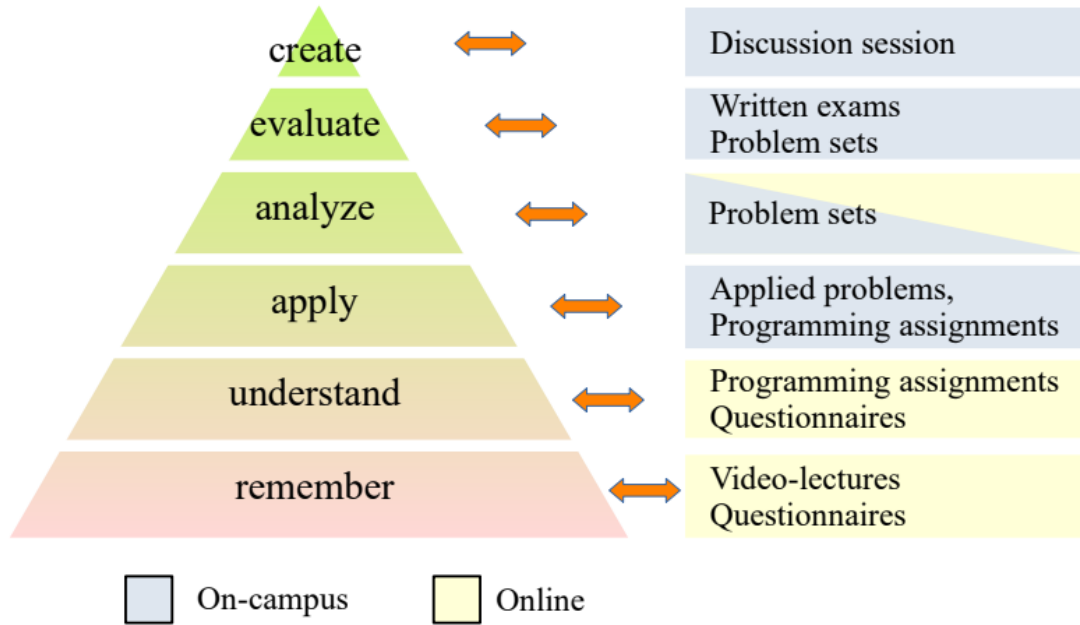 create
Discussion session
evaluate
Written exams
Problem sets
analyze
Problem sets
apply
Applied problems,
Programming assignments
understand
Programming assignments
Questionnaires
remember
Video-lectures
Questionnaires
On-campus
Online